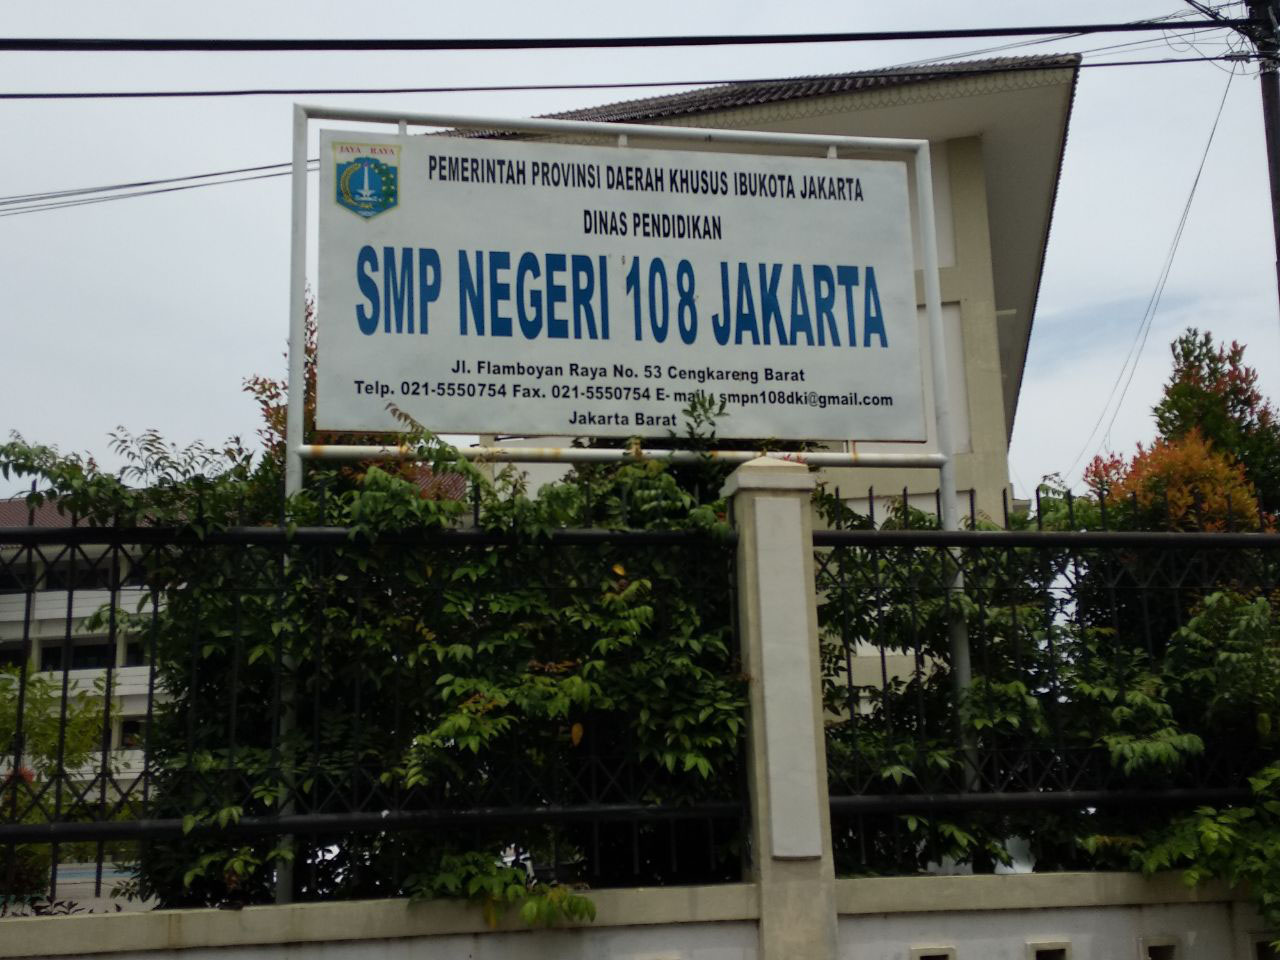 JAYA RAYA
PEMERINTAH PROVINSI DAERAH KHUSUS IBUKOTA JAKARTA
DINAS PENDIDIKAN
SMP NEGERI 108 JAKARTA
Jl. Flamboyan Raya No. 53 Cengkareng Barat
Telp. 021-5550754 Fax. 021-5550754 E-mail smpn108dki@gmail.com
Jakarta Barat